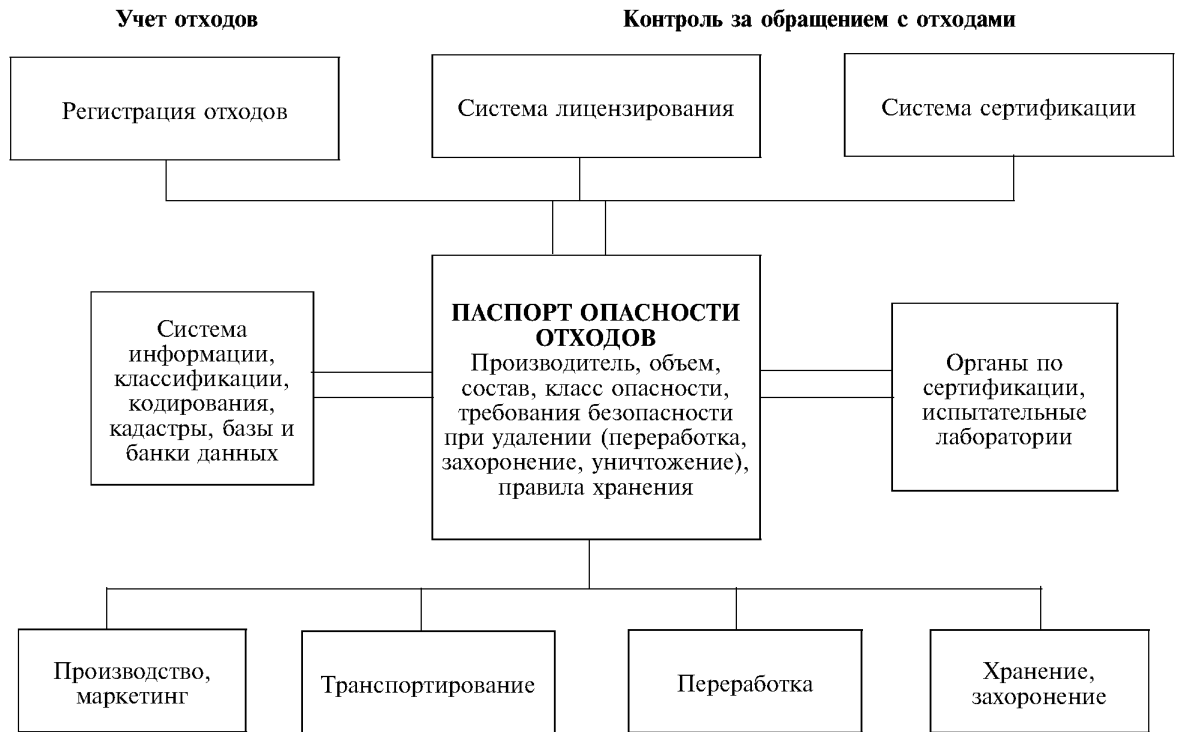 Учет отходов
Контроль за обращением с отходами
Регистрация отходов
Система лицензирования
Система сертификации
Система
информации,
классификации,
кодирования,
кадастры, базы и
банки данных
ПАСПОРТ ОПАСНОСТИ
ОТХОДОВ
Производитель, объем,
состав, класс опасности,
требования безопасности
при удалении (переработка,
захоронение, уничтожение),
правила хранения
Органы по
сертификации,
испытательные
лаборатории
Производство,
маркетинг
Транспортирование
Переработка
Хранение,
захоронение